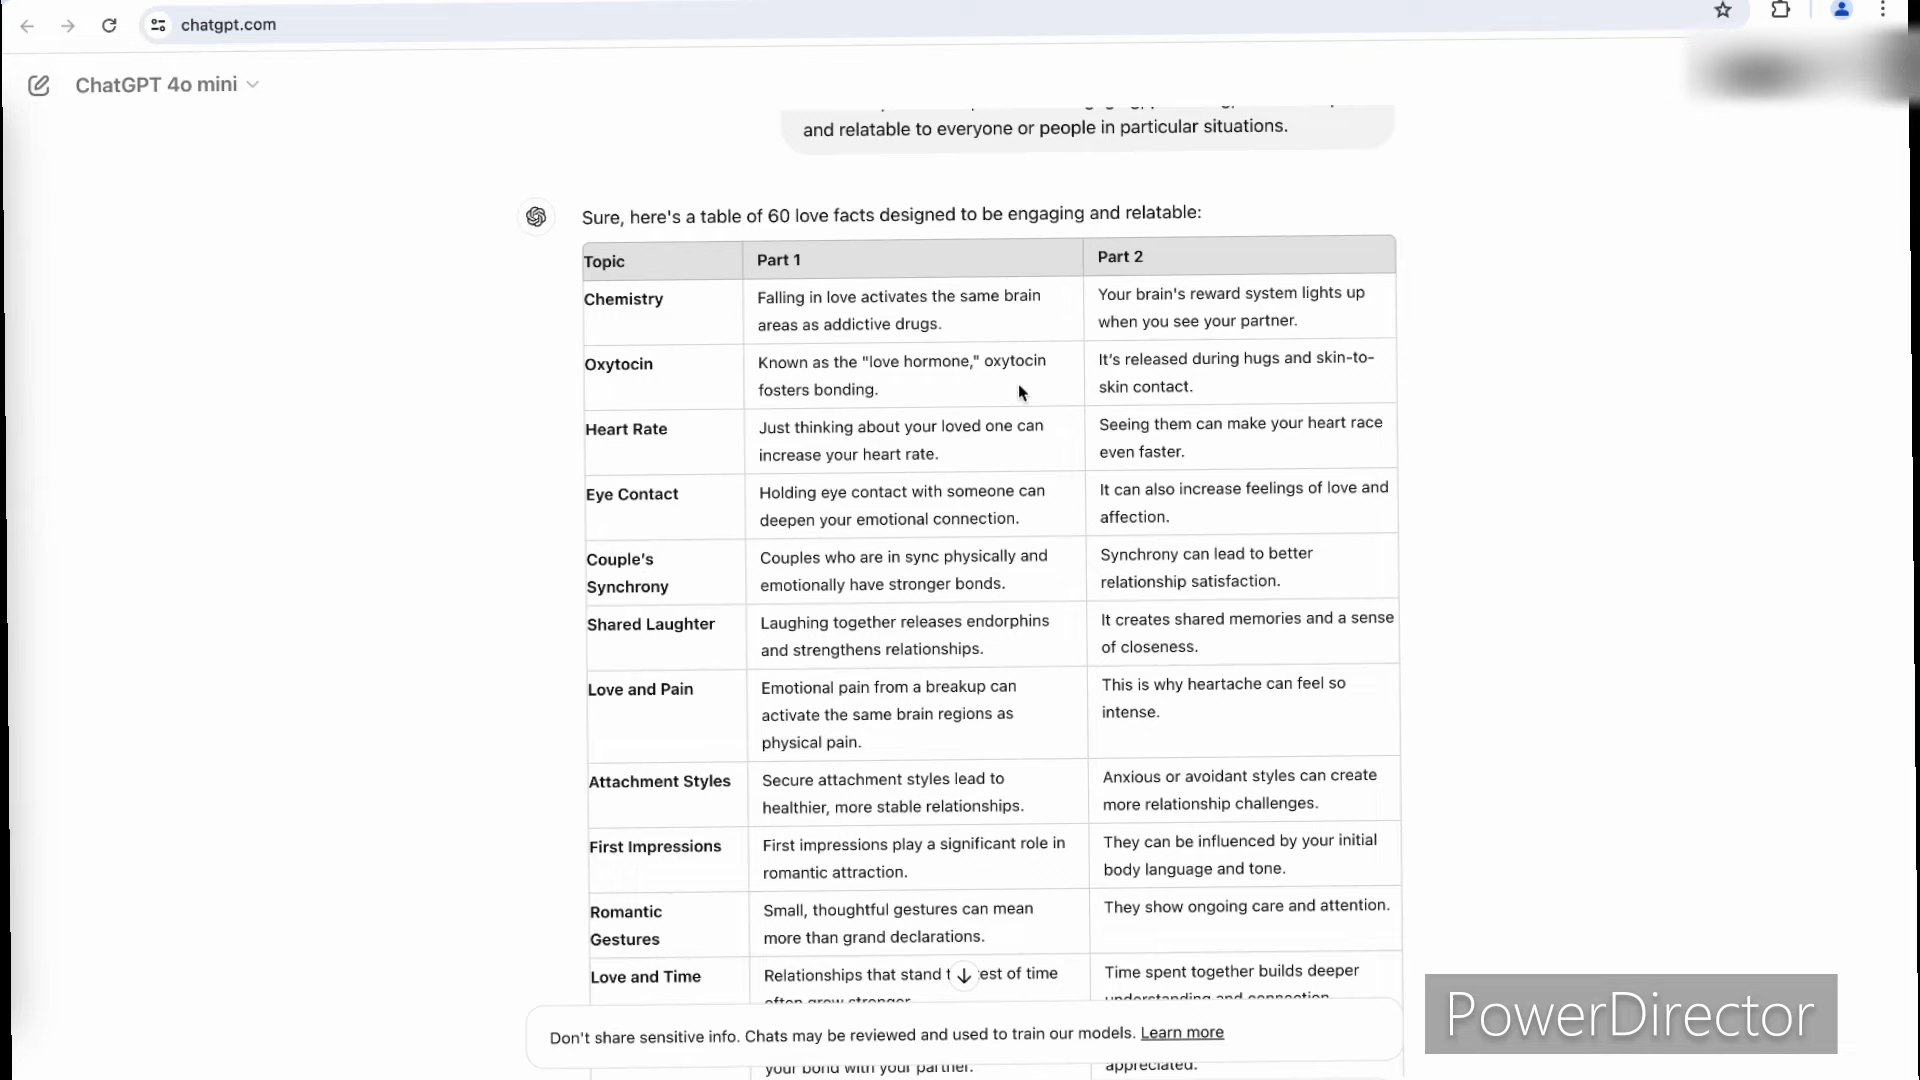 chatgpt.com
ChatGPT 4o mini
and relatable to everyone or people in particular situations.
Sure, here's a table of 60 love facts designed to be engaging and relatable:
Topic Part 1 Part 2
Chemistry Falling in love activates the same brain Your brain's reward system lights up
areas as addictive drugs. when you see your partner.
Oxytocin Known as the "love hormone," oxytocin It’s released during hugs and skin-to-
fosters bonding. skin contact.
Heart Rate Just thinking about your loved one can Seeing them can make your heart race
increase your heart rate. even faster.
Eye Contact Holding eye contact with someone can It can also increase feelings of love and
deepen your emotional connection. affection.
Couple’s Couples who are in sync physically and Synchrony can lead to better
Synchrony emotionally have stronger bonds. relationship satisfaction.
Shared Laughter Laughing together releases endorphins It creates shared memories and a sense
and strengthens relationships. of closeness.
Love and Pain Emotional pain from a breakup can This is why heartache can feel so
activate the same brain regions as intense.
physical pain.
Attachment Styles Secure attachment styles lead to Anxious or avoidant styles can create
healthier, more stable relationships. more relationship challenges.
First Impressions First impressions play a significant role in They can be influenced by your initial
romantic attraction. body language and tone.
Romantic Small, thoughtful gestures can mean They show ongoing care and attention.
Gestures more than grand declarations.
Love and Time Relationships that stand of time Time spent together builds deeper
often grow stronger. understanding and connection.
Don't share sensitive info. Chats may be reviewed and used to train our models. Learn more
your bond with your partner. appreciated.
PowerDirector